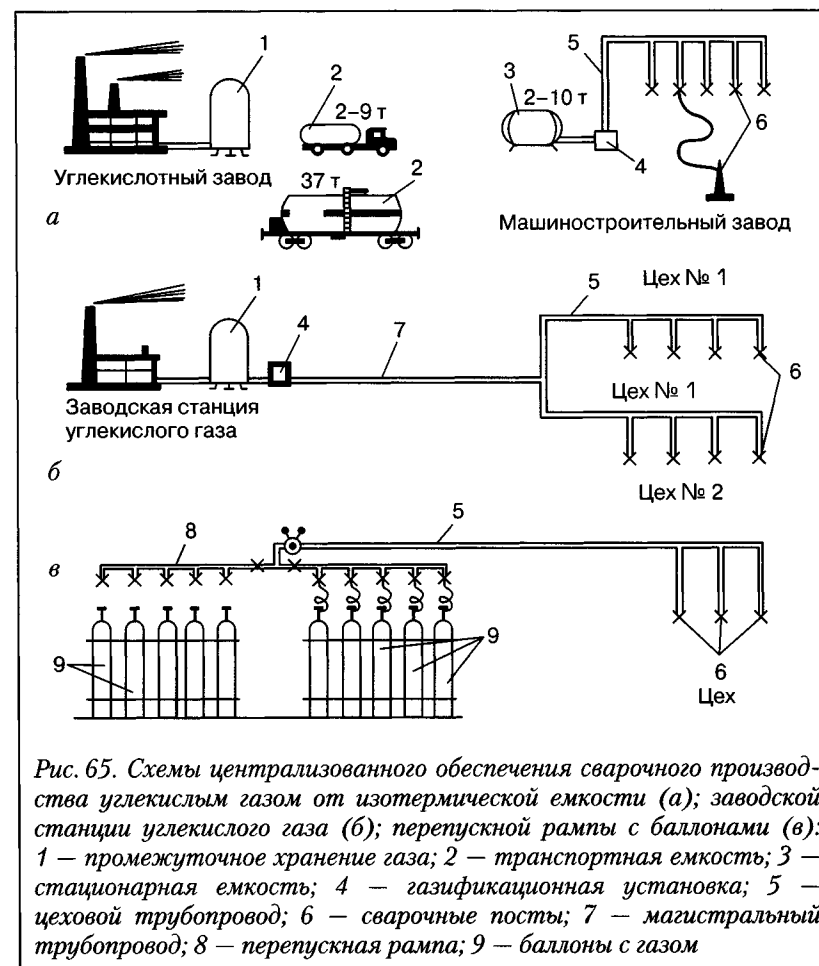 1
2
2–9 т
Углекислотный завод
37 т
2
а
3
2–10 т
5
4
6
Машиностроительный завод
1
4
7
5
Цех № 1
Заводская станция
углекислого газа
Цех № 1
6
Цех № 2
б
8
5
в
9
9
6
Цех
Рис. 65. Схемы централизованного обеспечения сварочного производ-
ства углекислым газом от изотермической емкости (а); заводской
станции углекислого газа (б); перепускной рампы с баллонами (в):
1 — промежуточное хранение газа; 2 — транспортная емкость; 3 —
стационарная емкость; 4 — газификационная установка; 5 —
цеховой трубопровод; 6 — сварочные посты; 7 — магистральный
трубопровод; 8 — перепускная рампа; 9 — баллоны с газом